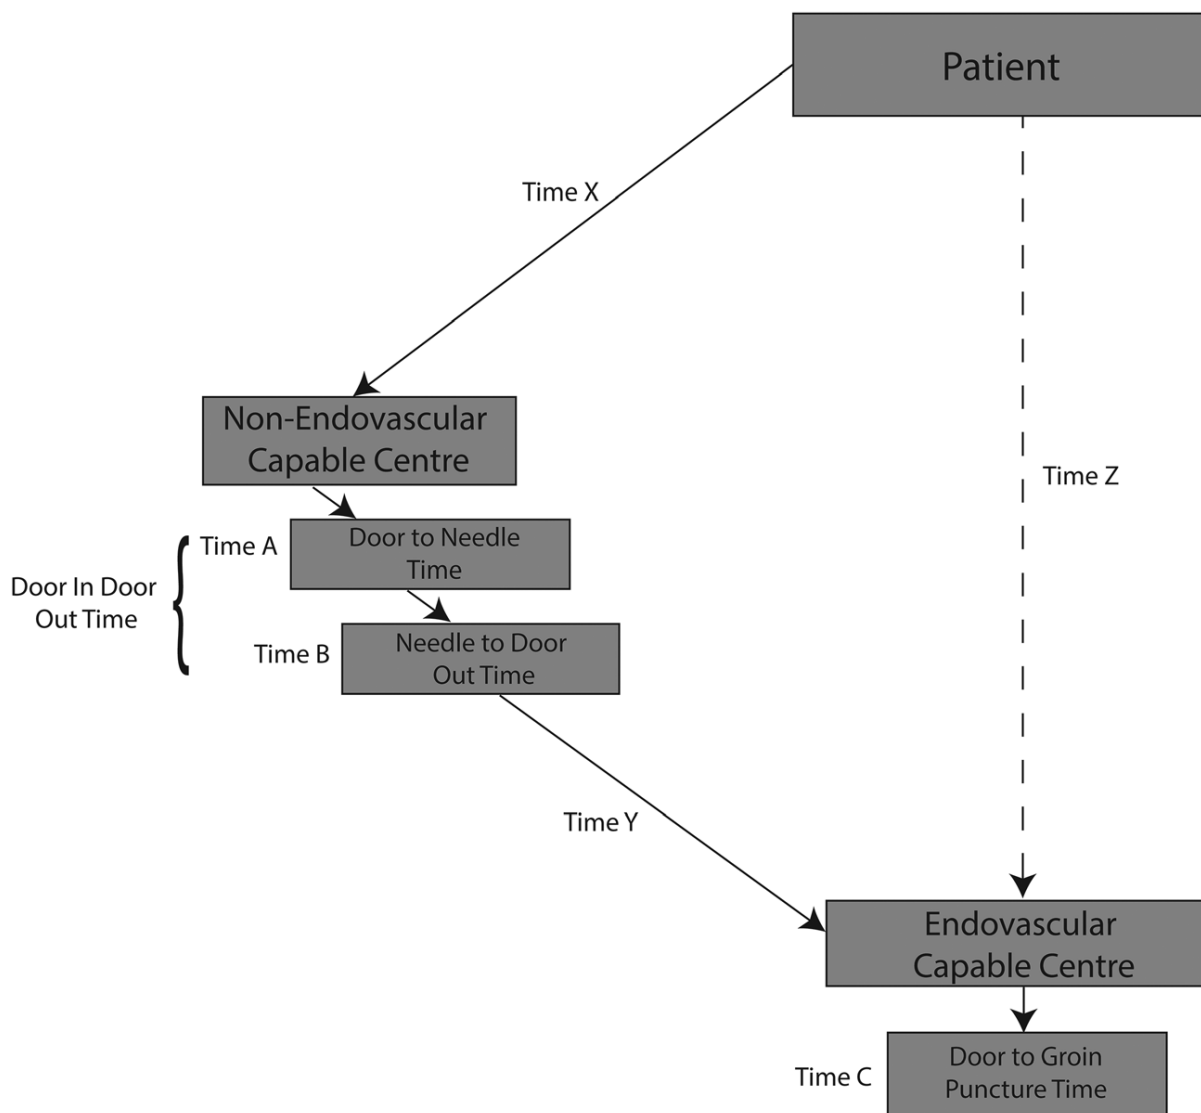 Patient
Time X
Non-Endovascular
Capable Centre
Time Z
Time A
Door to Needle
Time
Door In Door
Out Time
Time B
Needle to Door
Out Time
Time Y
Endovascular
Capable Centre
Time C
Door to Groin
Puncture Time